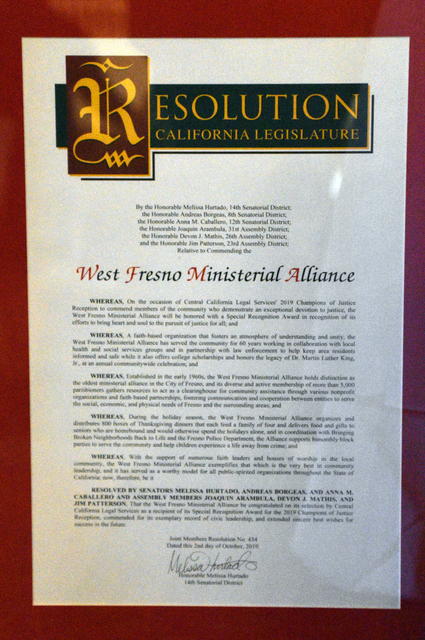 RESOLUTION
CALIFORNIA LEGISLATURE
By the Honorable Melissa Hurtado, 14th Senatorial District;
the Honorable Andreas Borgeas, 8th Senatorial District;
the Honorable Anna M. Caballero, 12th Senatorial District;
the Honorable Joaquin Arambula, 31st Assembly District;
the Honorable Devon J. Mathis, 26th Assembly District;
and the Honorable Jim Patterson, 23rd Assembly District;
Relative to Commending the
West Fresno Ministerial Alliance
WHEREAS, On the occasion of Central California Legal Services' 2019 Champions of Justice
Reception to commend members of the community who demonstrate an exceptional devotion to justice, the
West Fresno Ministerial Alliance will be honored with a Special Recognition Award in recognition of its
efforts to bring heart and soul to the pursuit of justice for all; and
WHEREAS, A faith-based organization that fosters an atmosphere of understanding and unity, the
West Fresno Ministerial Alliance has served the community for 60 years working in collaboration with local
health and social services groups and in partnership with law enforcement to help keep area residents
informed and safe while it also offers college scholarships and honors the legacy of Dr. Martin Luther King,
Jr., at an annual communitywide celebration; and
WHEREAS, Established in the early 1960s, the West Fresno Ministerial Alliance holds distinction as
the oldest ministerial alliance in the City of Fresno, and its diverse and active membership of more than 5,000
parishioners gathers resources to act as a clearinghouse for community assistance through various nonprofit
organizations and faith-based partnerships, fostering communication and cooperation between entities to serve
the social, economic, and physical needs of Fresno and the surrounding areas; and
WHEREAS, During the holiday season, the West Fresno Ministerial Alliance organizes and
distributes 800 boxes of Thanksgiving dinners that each feed a family of four and delivers food and gifts to
seniors who are homebound and would otherwise spend the holidays alone, and in coordination with Bringing
Broken Neighborhoods Back to Life and the Fresno Police Department, the Alliance supports bimonthly block
parties to serve the community and help children experience a life away from crime; and
WHEREAS, With the support of numerous faith leaders and houses of worship in the local
community, the West Fresno Ministerial Alliance exemplifies that which is the very best in community
leadership, and it has served as a worthy model for all public-spirited organizations throughout the State of
California; now, therefore, be it
RESOLVED BY SENATORS MELISSA HURTADO, ANDREAS BORGEAS, AND ANNA M.
CABALLERO AND ASSEMBLY MEMBERS JOAQUIN ARAMBULA, DEVON J. MATHIS, AND
JIM PATTERSON, That the West Fresno Ministerial Alliance be congratulated on its selection by Central
California Legal Services as a recipient of its Special Recognition Award for the 2019 Champions of Justice
Reception, commended for its exemplary record of civic leadership, and extended sincere best wishes for
success in the future.
Joint Members Resolution No. 434
Dated this 2nd day of October, 2019
Melissa Hurtado
Honorable Melissa Hurtado
14th Senatorial District